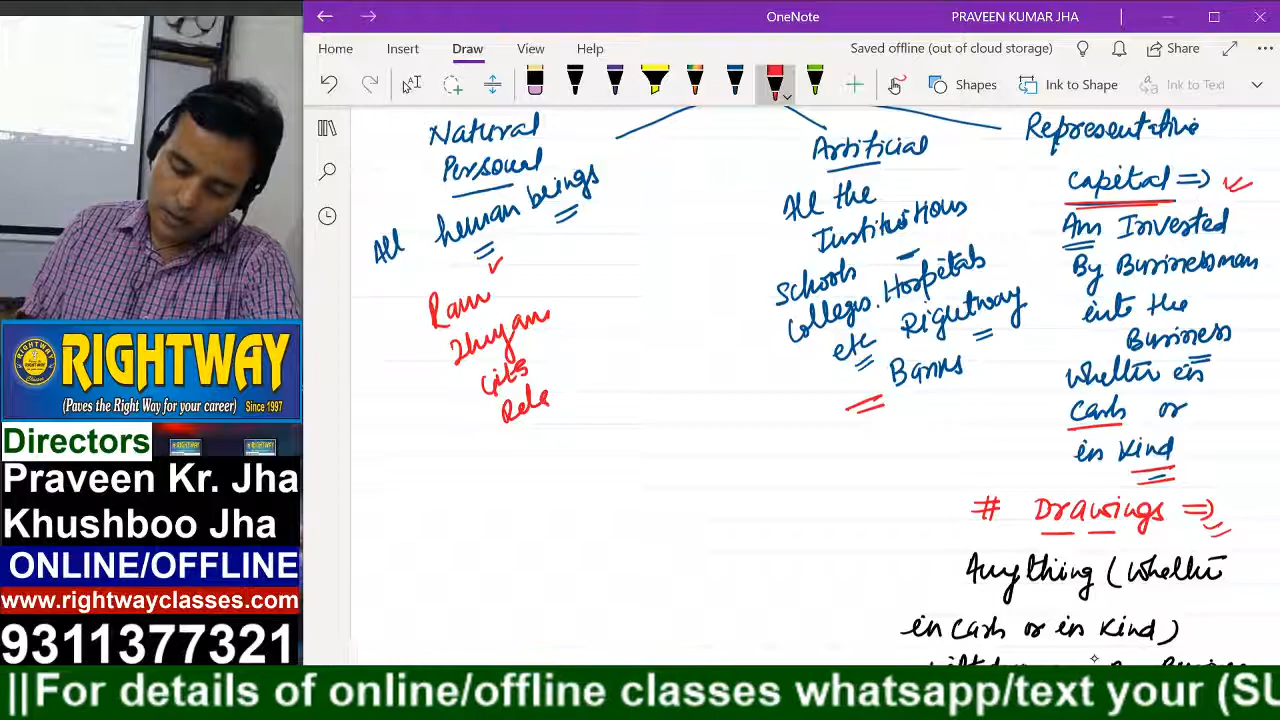 OneNote
PRAVEEN KUMAR JHA
Home Insert Draw View Help
Saved offline (out of cloud storage)
Share
Shapes
Ink to Shape
Ink to Text
Natural
Personal
All human beings
Ram
Shyam
Gita
Artificial
All the
Institutions
Schools
Colleges. Hospitals
etc Rightway
Banks
Representative
Capital =>
Am Invested
By Businessman
into the
Business
whether in
Cash or
in Kind
# Drawings =>
Anything (whether
in Cash or in Kind)
RIGHTWAY
Classes
(Paves the Right Way for your career) Since 1997
Directors
Praveen Kr. Jha
Khushboo Jha
ONLINE/OFFLINE
www.rightwayclasses.com
9311377321
||For details of online/offline classes whatsapp/text your (SU